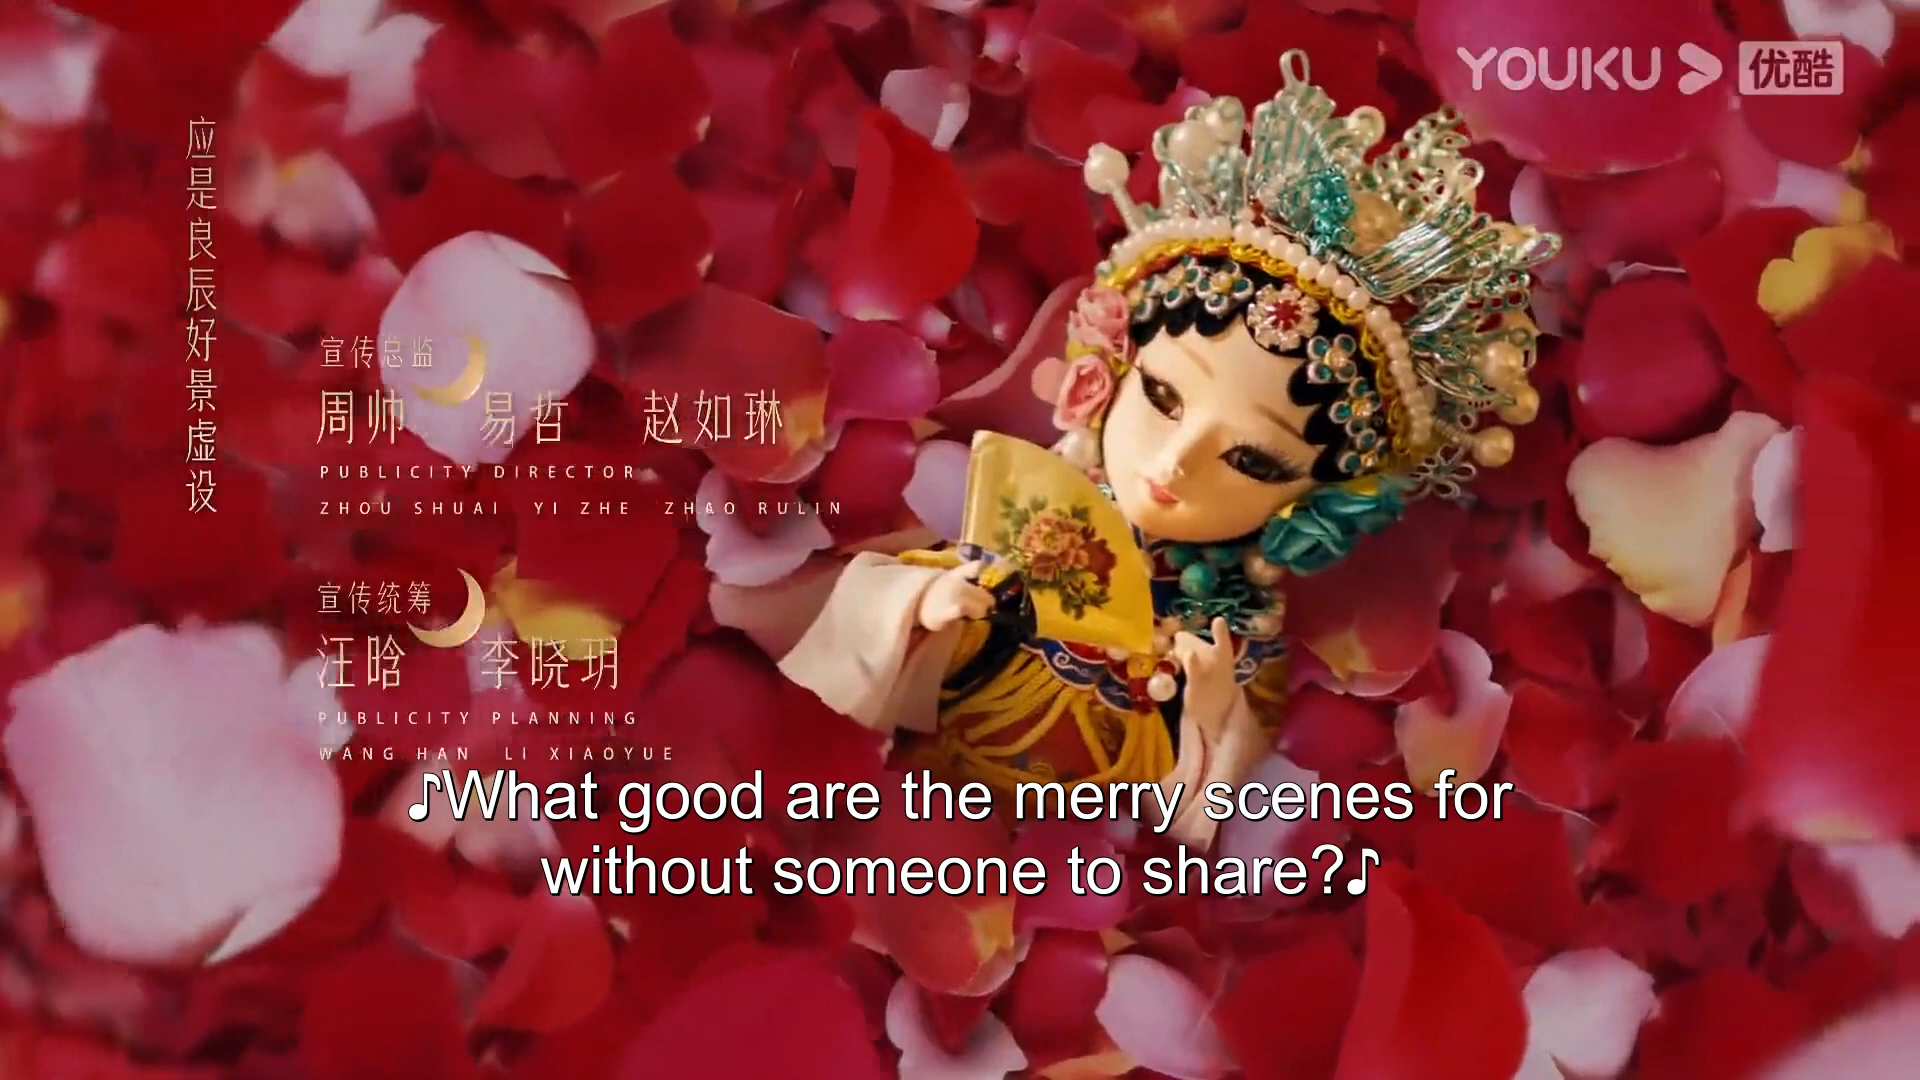 YOUKU 优酷
应是良辰好景虚设
宣传总监
周帅 易哲 赵如琳
PUBLICITY DIRECTOR
ZHOU SHUAI YI ZHE ZHAO RULIN
宣传统筹
汪晗 李晓玥
PUBLICITY PLANNING
WANG HAN LI XIAOYUE
♪What good are the merry scenes for
without someone to share?♪